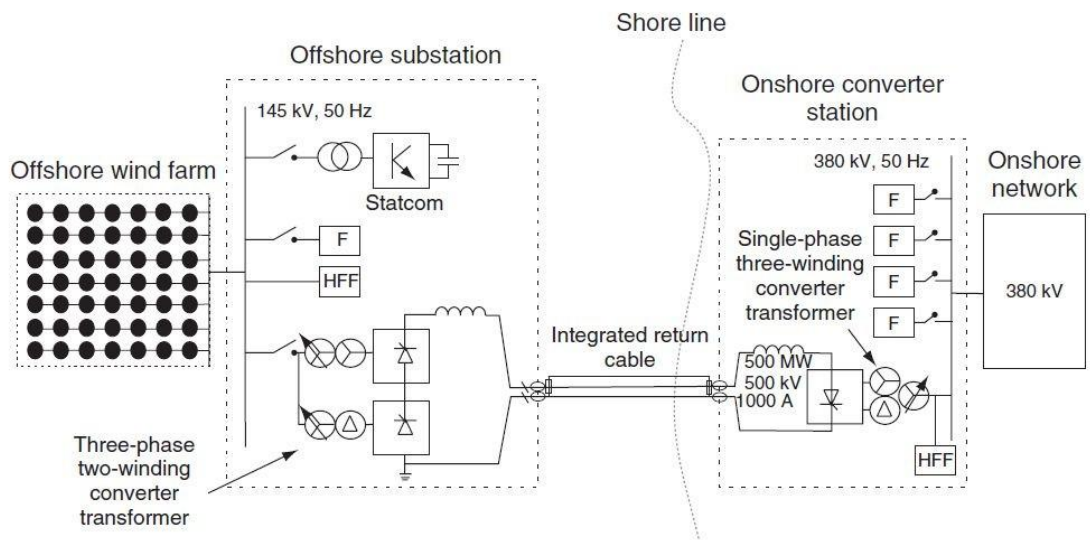 Shore line
Offshore substation
Onshore converter
station
145 kV, 50 Hz
380 kV, 50 Hz
Offshore wind farm
Onshore
network
Statcom
F
HFF
F
F
F
F
Single-phase
three-winding
converter
transformer
380 kV
Integrated return
cable
500 MW
500 kV
1000 A
Δ
Δ
HFF
Three-phase
two-winding
converter
transformer